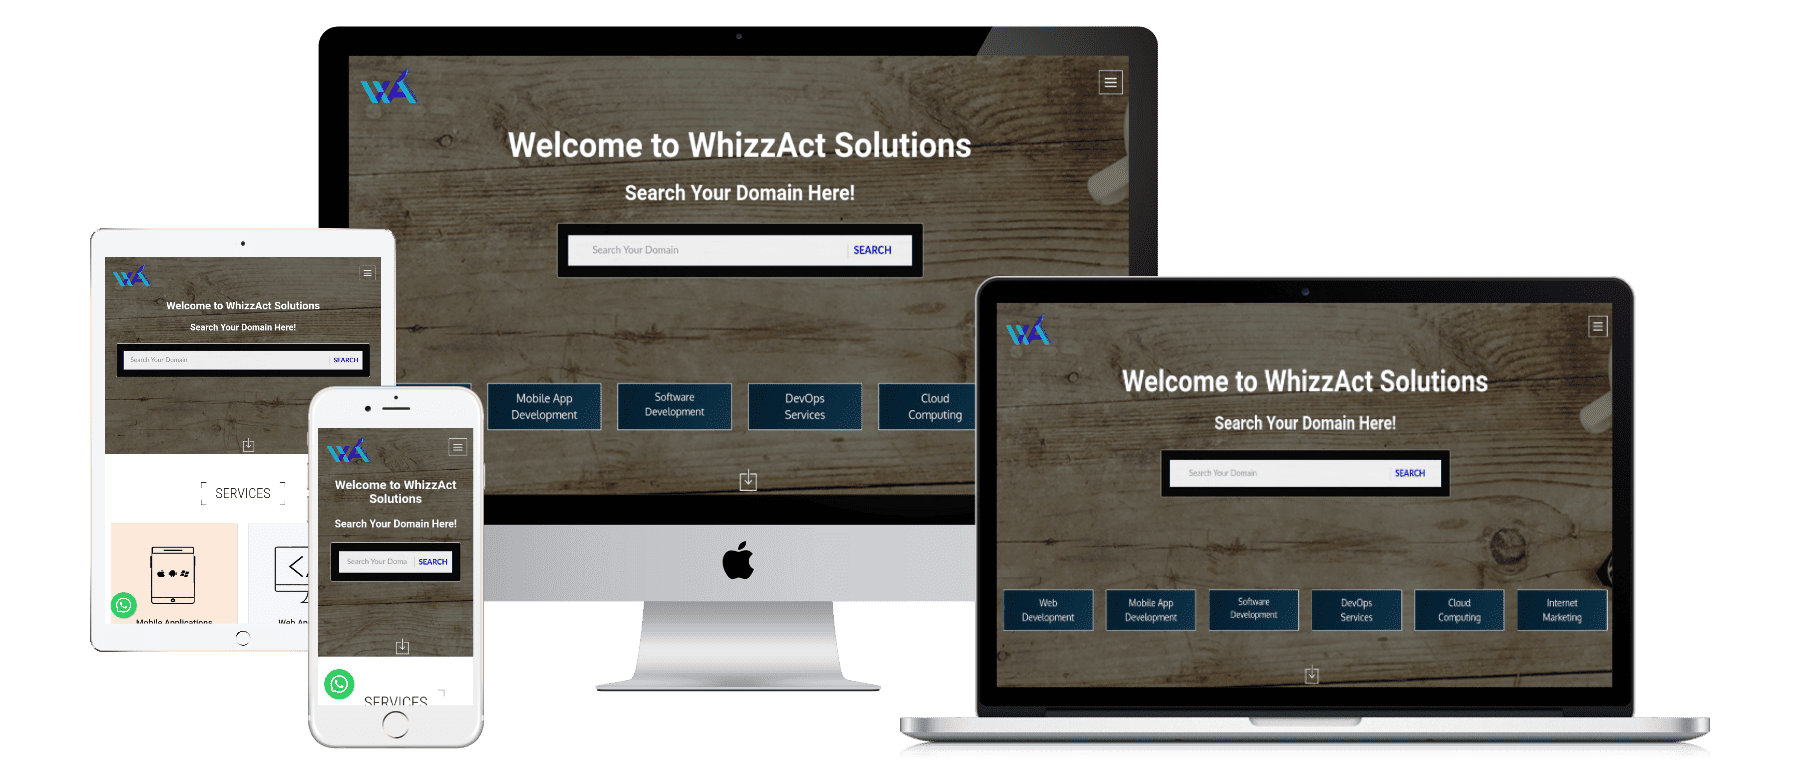 WA
Welcome to WhizzAct Solutions
Search Your Domain Here!
Search Your Domain
SEARCH
Mobile App
Development
Software
Development
DevOps
Services
Cloud
Computing
WA
Welcome to WhizzAct Solutions
Search Your Domain Here!
Search Your Domain
SEARCH
SERVICES
Mobile Applications
Web Ap
WA
Welcome to WhizzAct
Solutions
Search Your Domain Here!
Search Your Doma
SEARCH
SERVICES
WA
Welcome to WhizzAct Solutions
Search Your Domain Here!
Search Your Domain
SEARCH
Web
Development
Mobile App
Development
Software
Development
DevOps
Services
Cloud
Computing
Internet
Marketing